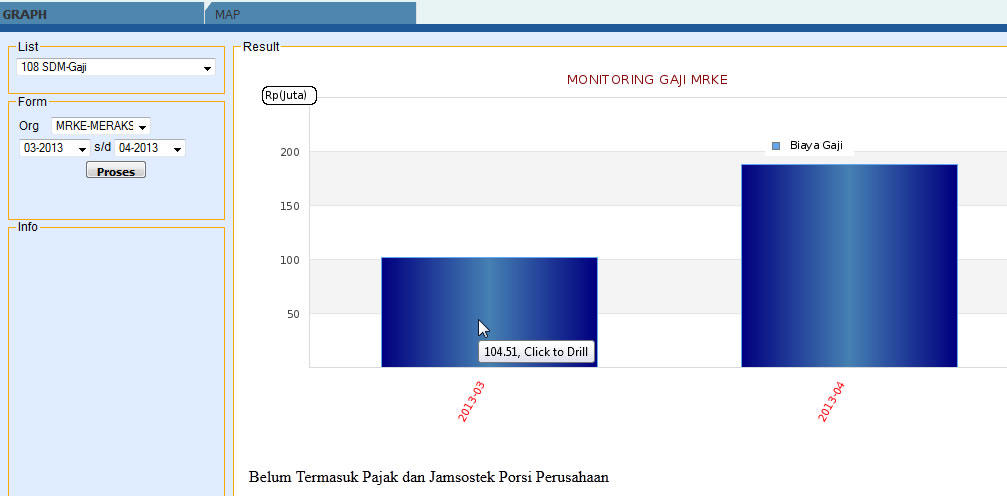 GRAPH
MAP
List
108 SDM-Gaji
Form
Org MRKE-MERAKS
03-2013 s/d 04-2013
Proses
Info
Result
MONITORING GAJI MRKE
Rp(Juta)
Biaya Gaji
200
150
100
50
104.51, Click to Drill
2013-03
2013-04
Belum Termasuk Pajak dan Jamsostek Porsi Perusahaan